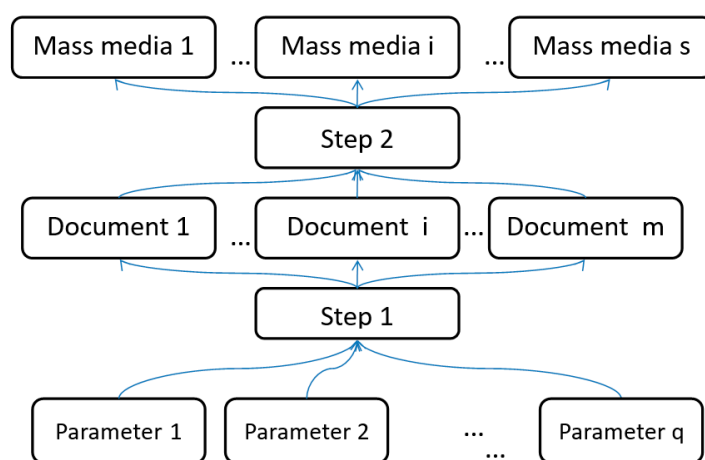 Mass media 1 ... Mass media i ... Mass media s
Step 2
Document 1 ... Document i ... Document m
Step 1
Parameter 1 Parameter 2 ... ... Parameter q